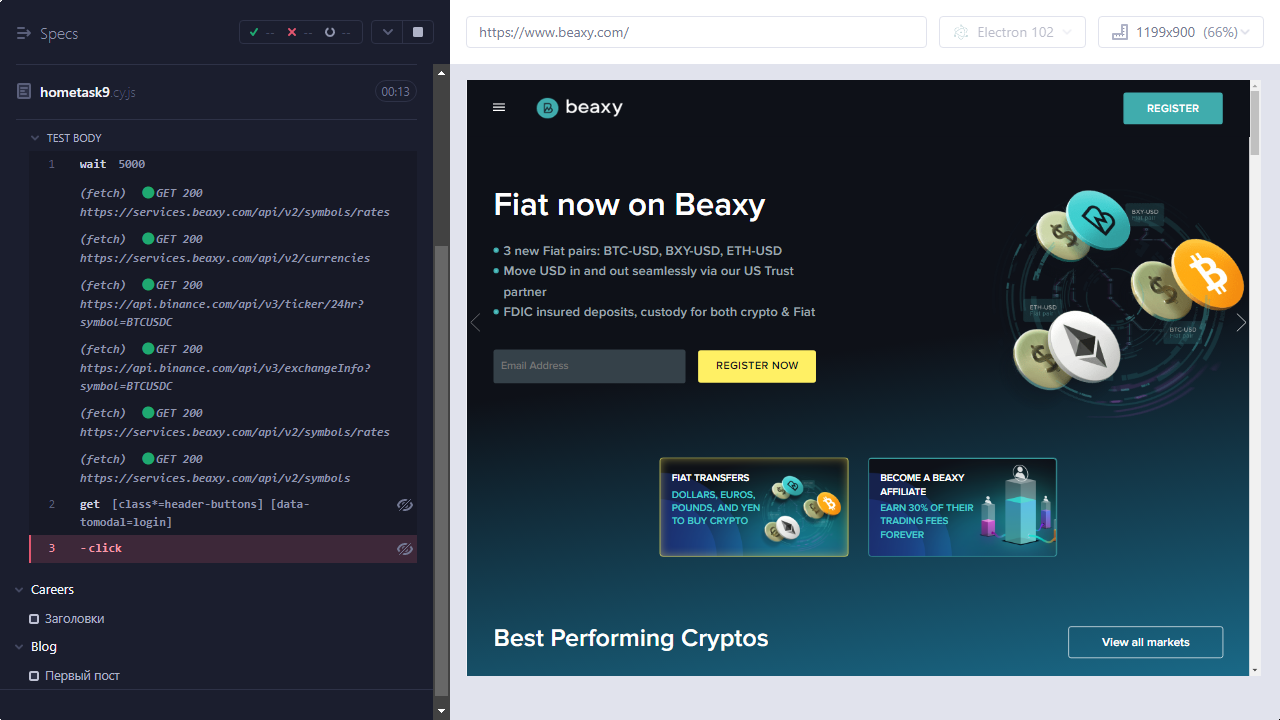 Specs
--
--
--
https://www.beaxy.com/
Electron 102
1199x900 (66%)
hometask9.cy.js
00:13
TEST BODY
1 wait 5000
(fetch) GET 200
https://services.beaxy.com/api/v2/symbols/rates
(fetch) GET 200
https://services.beaxy.com/api/v2/currencies
(fetch) GET 200
https://api.binance.com/api/v3/ticker/24hr?
symbol=BTCUSDC
(fetch) GET 200
https://api.binance.com/api/v3/exchangeInfo?
symbol=BTCUSDC
(fetch) GET 200
https://services.beaxy.com/api/v2/symbols/rates
(fetch) GET 200
https://services.beaxy.com/api/v2/symbols
2 get [class*=header-buttons] [data-
tomodal=login]
3 -click
Careers
Заголовки
Blog
Первый пост
beaxy
REGISTER
Fiat now on Beaxy
• 3 new Fiat pairs: BTC-USD, BXY-USD, ETH-USD
• Move USD in and out seamlessly via our US Trust
partner
• FDIC insured deposits, custody for both crypto & Fiat
Email Address
REGISTER NOW
BXY-USD
Fiat pair
ETH-USD
Fiat pair
BTC-USD
Fiat pair
FIAT TRANSFERS
DOLLARS, EUROS,
POUNDS, AND YEN
TO BUY CRYPTO
BECOME A BEAXY
AFFILIATE
EARN 30% OF THEIR
TRADING FEES
FOREVER
Best Performing Cryptos
View all markets